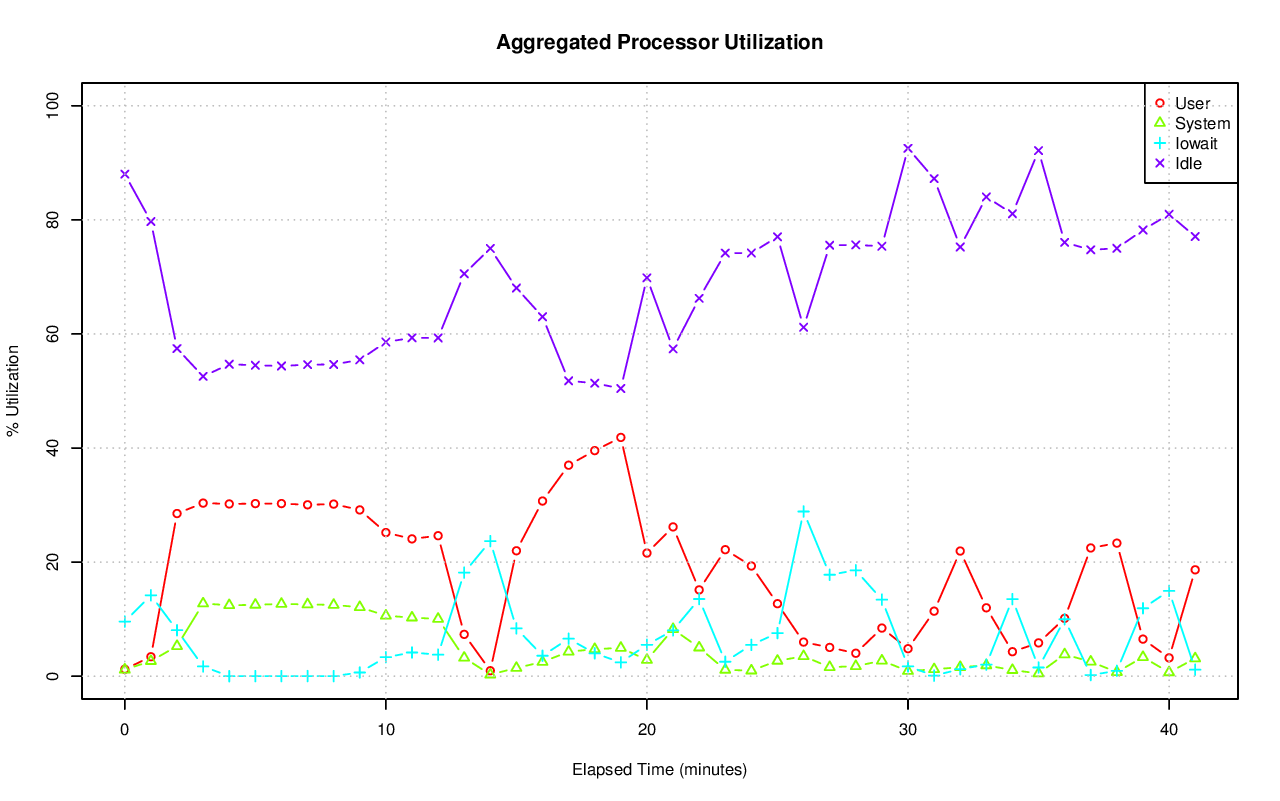 Aggregated Processor Utilization
% Utilization
100
80
60
40
20
0
User
System
Iowait
Idle
0 10 20 30 40
Elapsed Time (minutes)